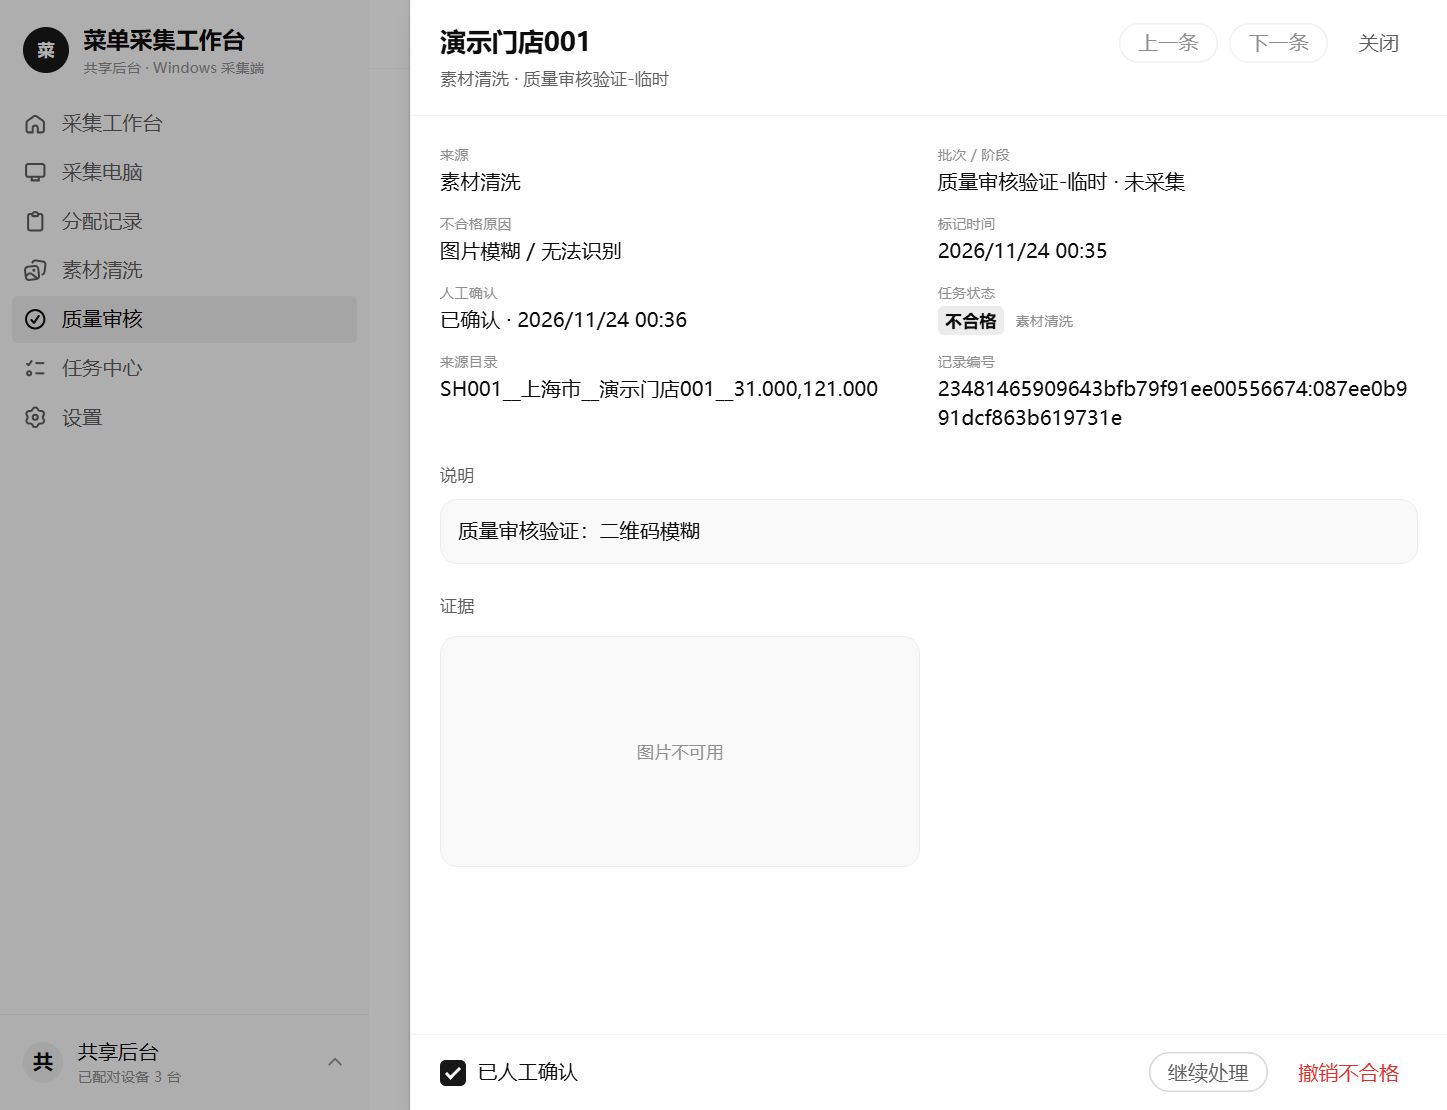 菜
菜单采集工作台
共享后台 · Windows 采集端
采集工作台
采集电脑
分配记录
素材清洗
质量审核
任务中心
设置
共
共享后台
已配对设备 3 台
演示门店001
素材清洗 · 质量审核验证-临时
上一条
下一条
关闭
来源
素材清洗
批次 / 阶段
质量审核验证-临时 · 未采集
不合格原因
图片模糊 / 无法识别
标记时间
2026/11/24 00:35
人工确认
已确认 · 2026/11/24 00:36
任务状态
不合格 素材清洗
来源目录
SH001__上海市__演示门店001__31.000,121.000
记录编号
23481465909643bfb79f91ee00556674:087ee0b9
91dcf863b619731e
说明
质量审核验证：二维码模糊
证据
图片不可用
已人工确认
继续处理
撤销不合格